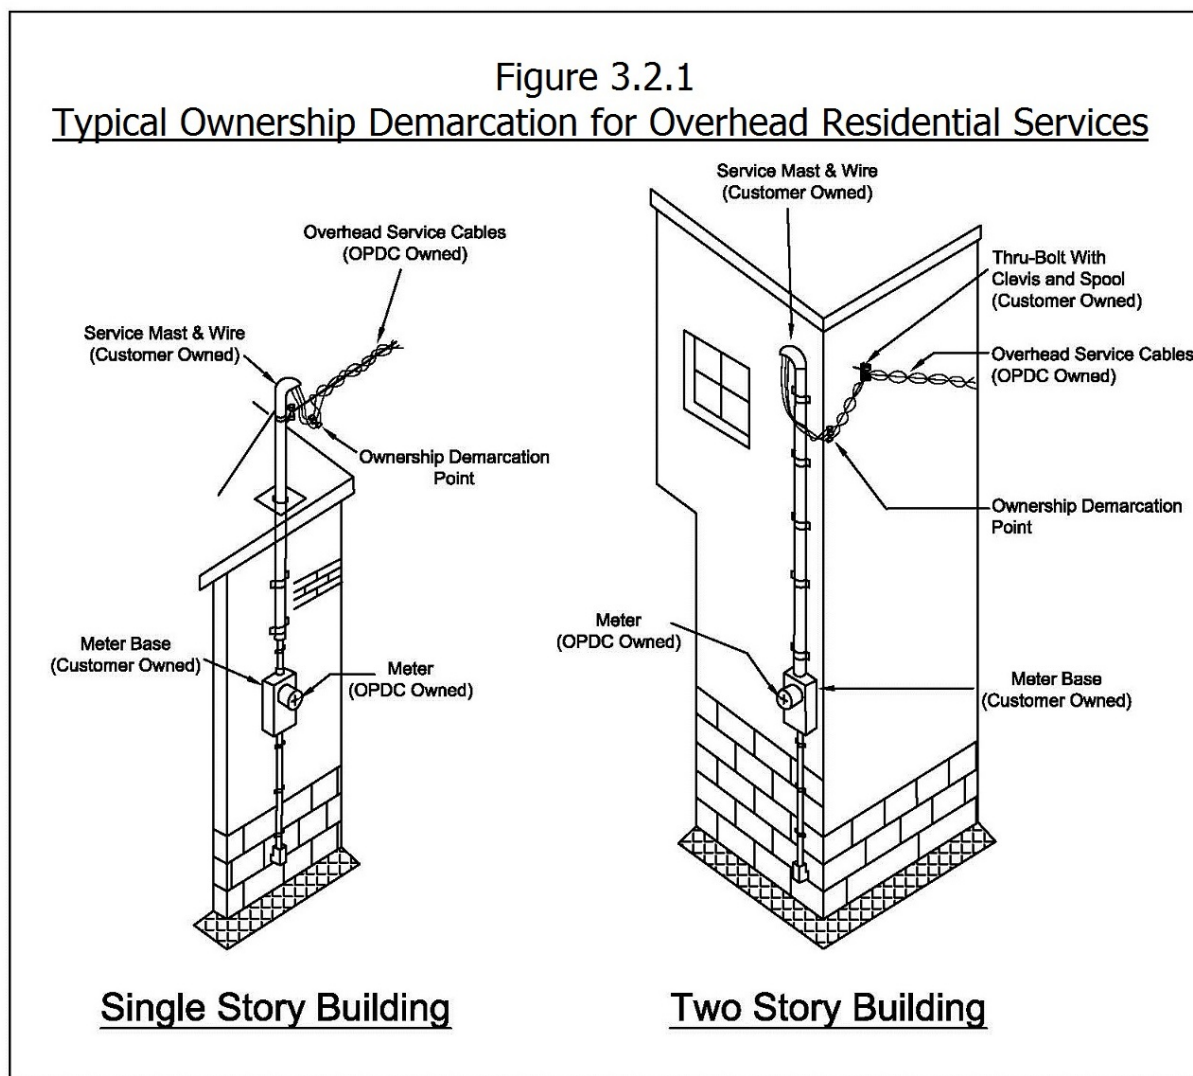 Figure 3.2.1
Typical Ownership Demarcation for Overhead Residential Services
Overhead Service Cables
(OPDC Owned)
Service Mast & Wire
(Customer Owned)
Ownership Demarcation
Point
Meter Base
(Customer Owned)
Meter
(OPDC Owned)
Single Story Building
Service Mast & Wire
(Customer Owned)
Thru-Bolt With
Clevis and Spool
(Customer Owned)
Overhead Service Cables
(OPDC Owned)
Ownership Demarcation
Point
Meter
(OPDC Owned)
Meter Base
(Customer Owned)
Two Story Building